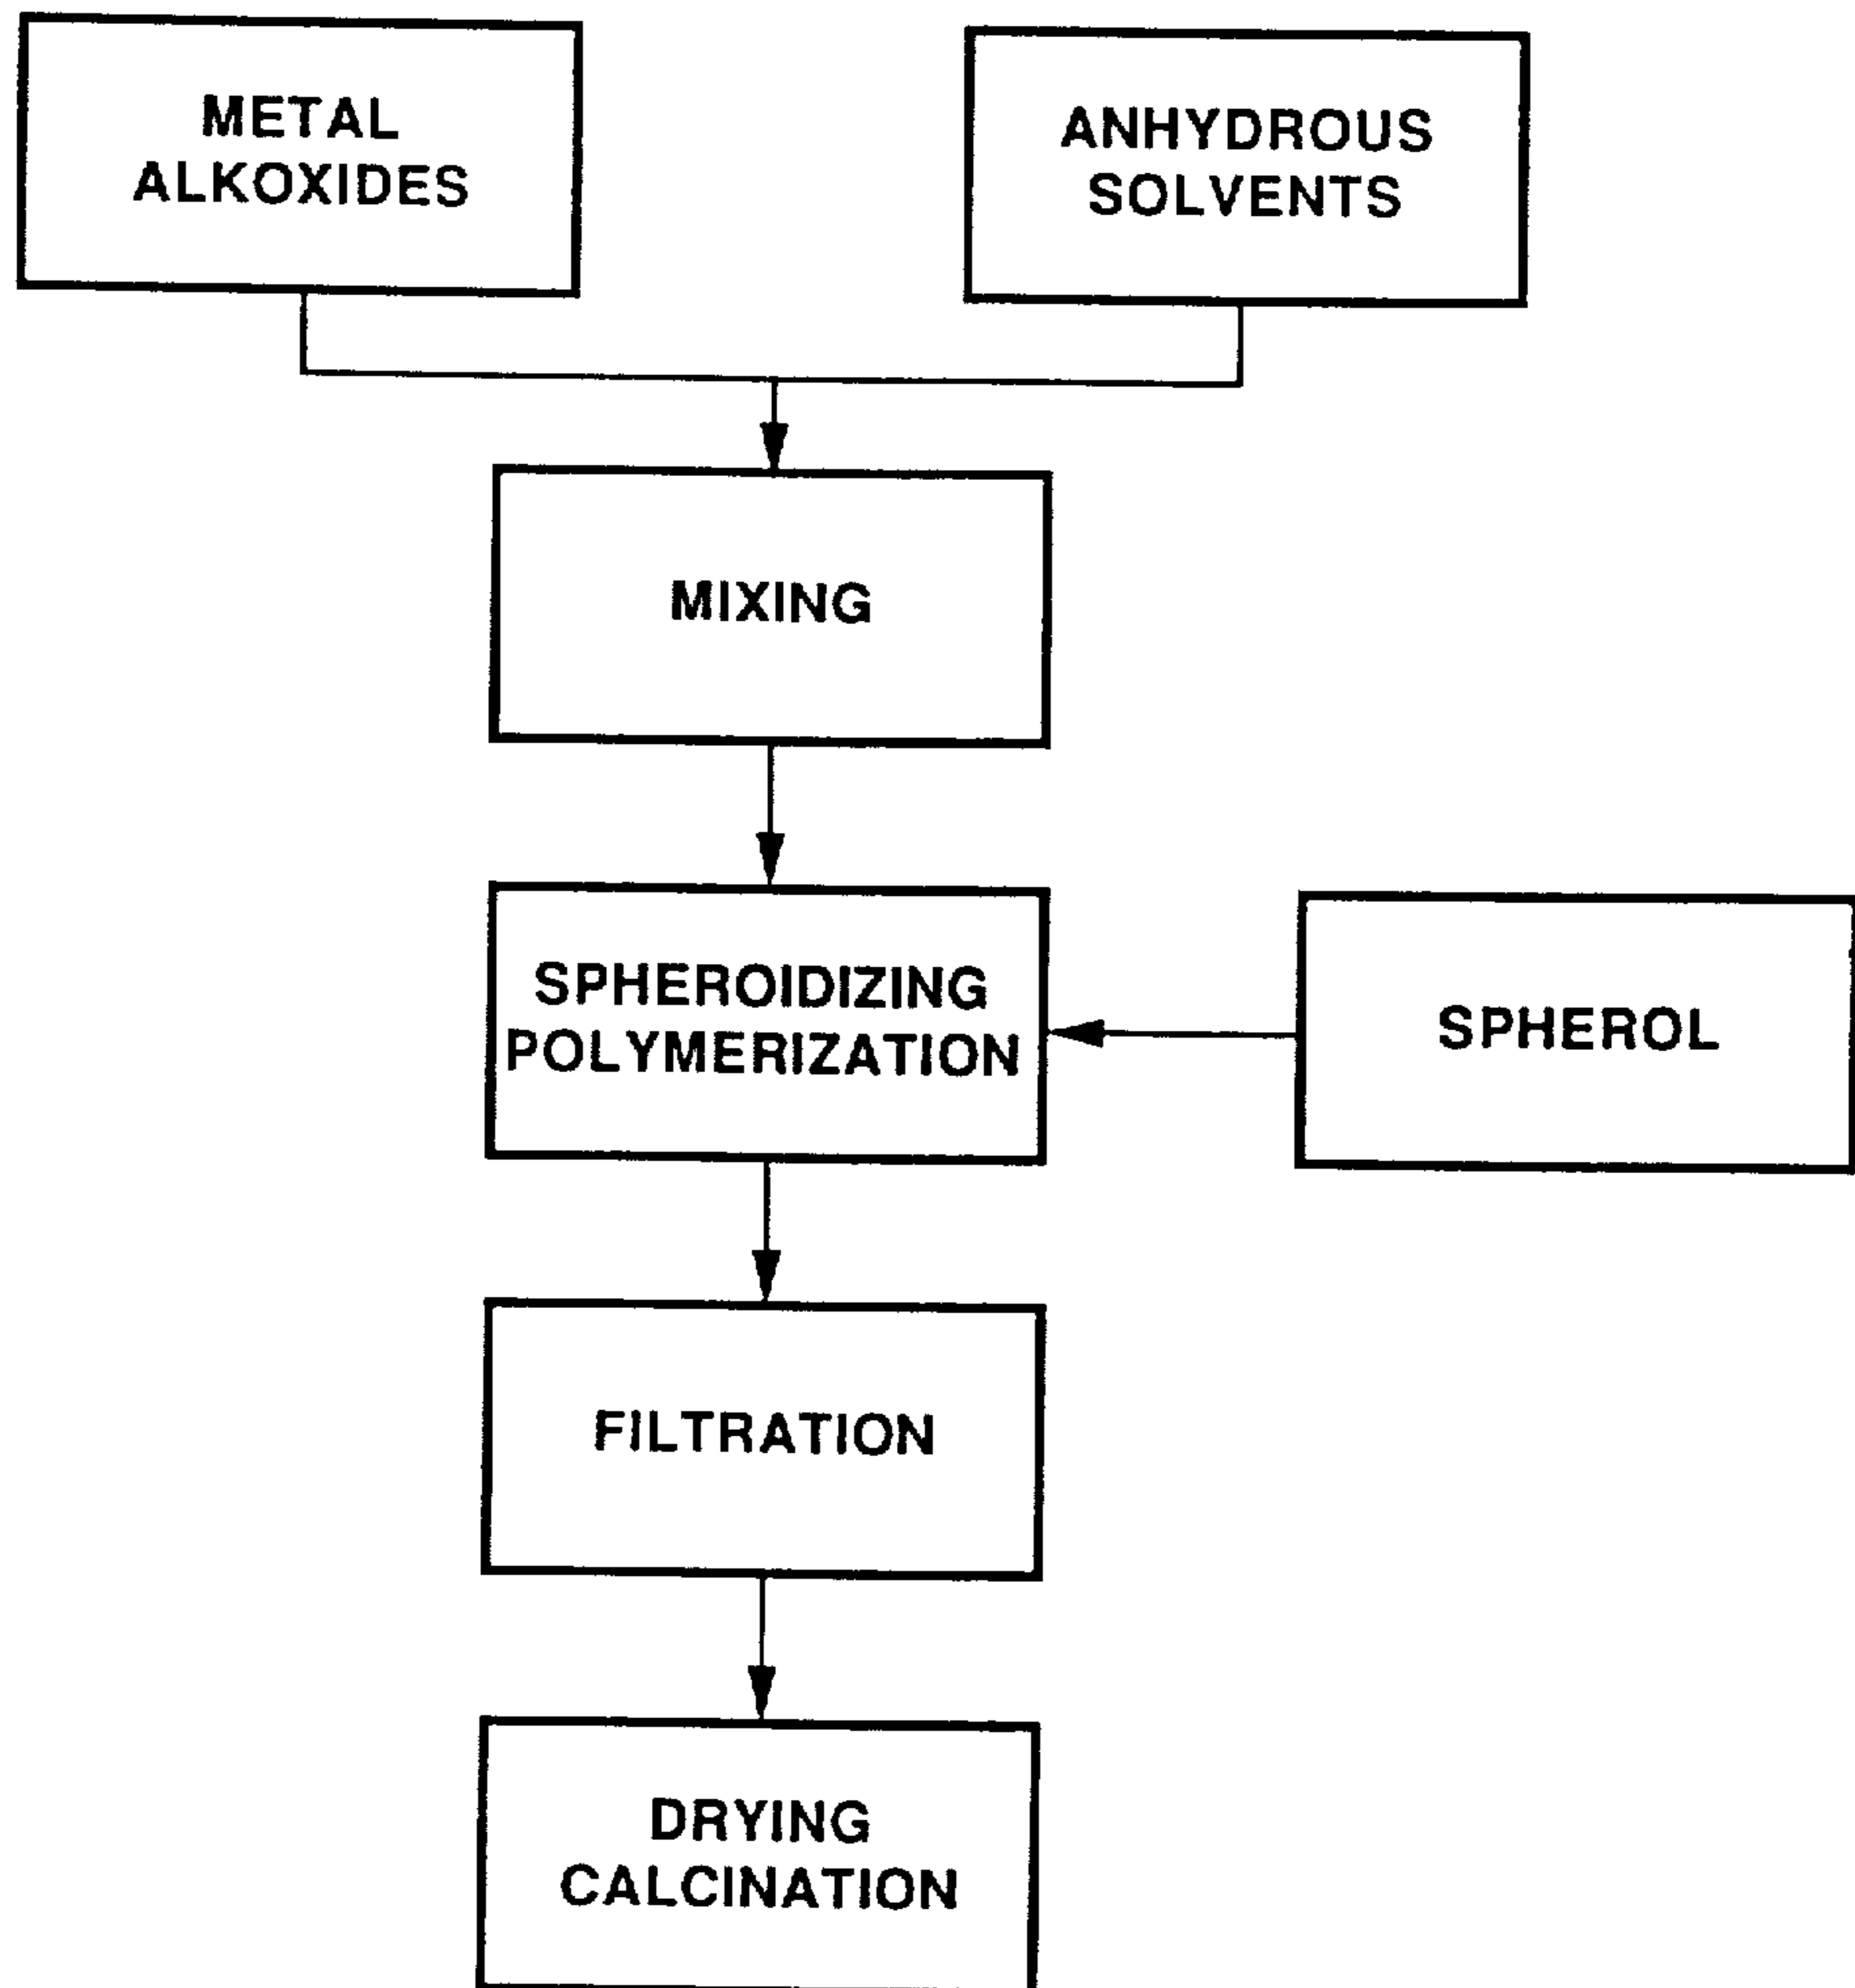 METAL
ALKOXIDES
ANHYDROUS
SOLVENTS
MIXING
SPHEROIDIZING
POLYMERIZATION
SPHEROL
FILTRATION
DRYING
CALCINATION